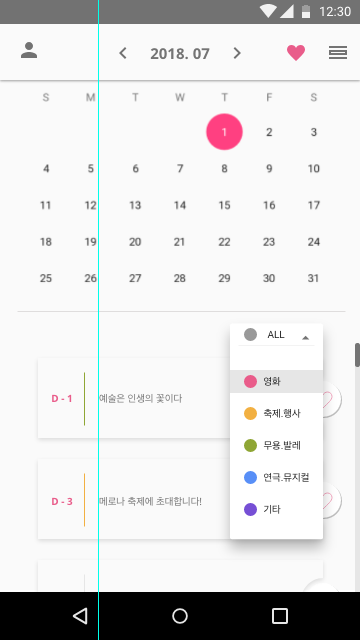 12:30
2018. 07
S M T W T F S
1 2 3
4 5 6 7 8 9 10
11 12 13 14 15 16 17
18 19 20 21 22 23 24
25 26 27 28 29 30 31
ALL
영화
축제.행사
무용.발레
연극.뮤지컬
기타
D - 1 예술은 인생의 꽃이다
D - 3 메로나 축제에 초대합니다!